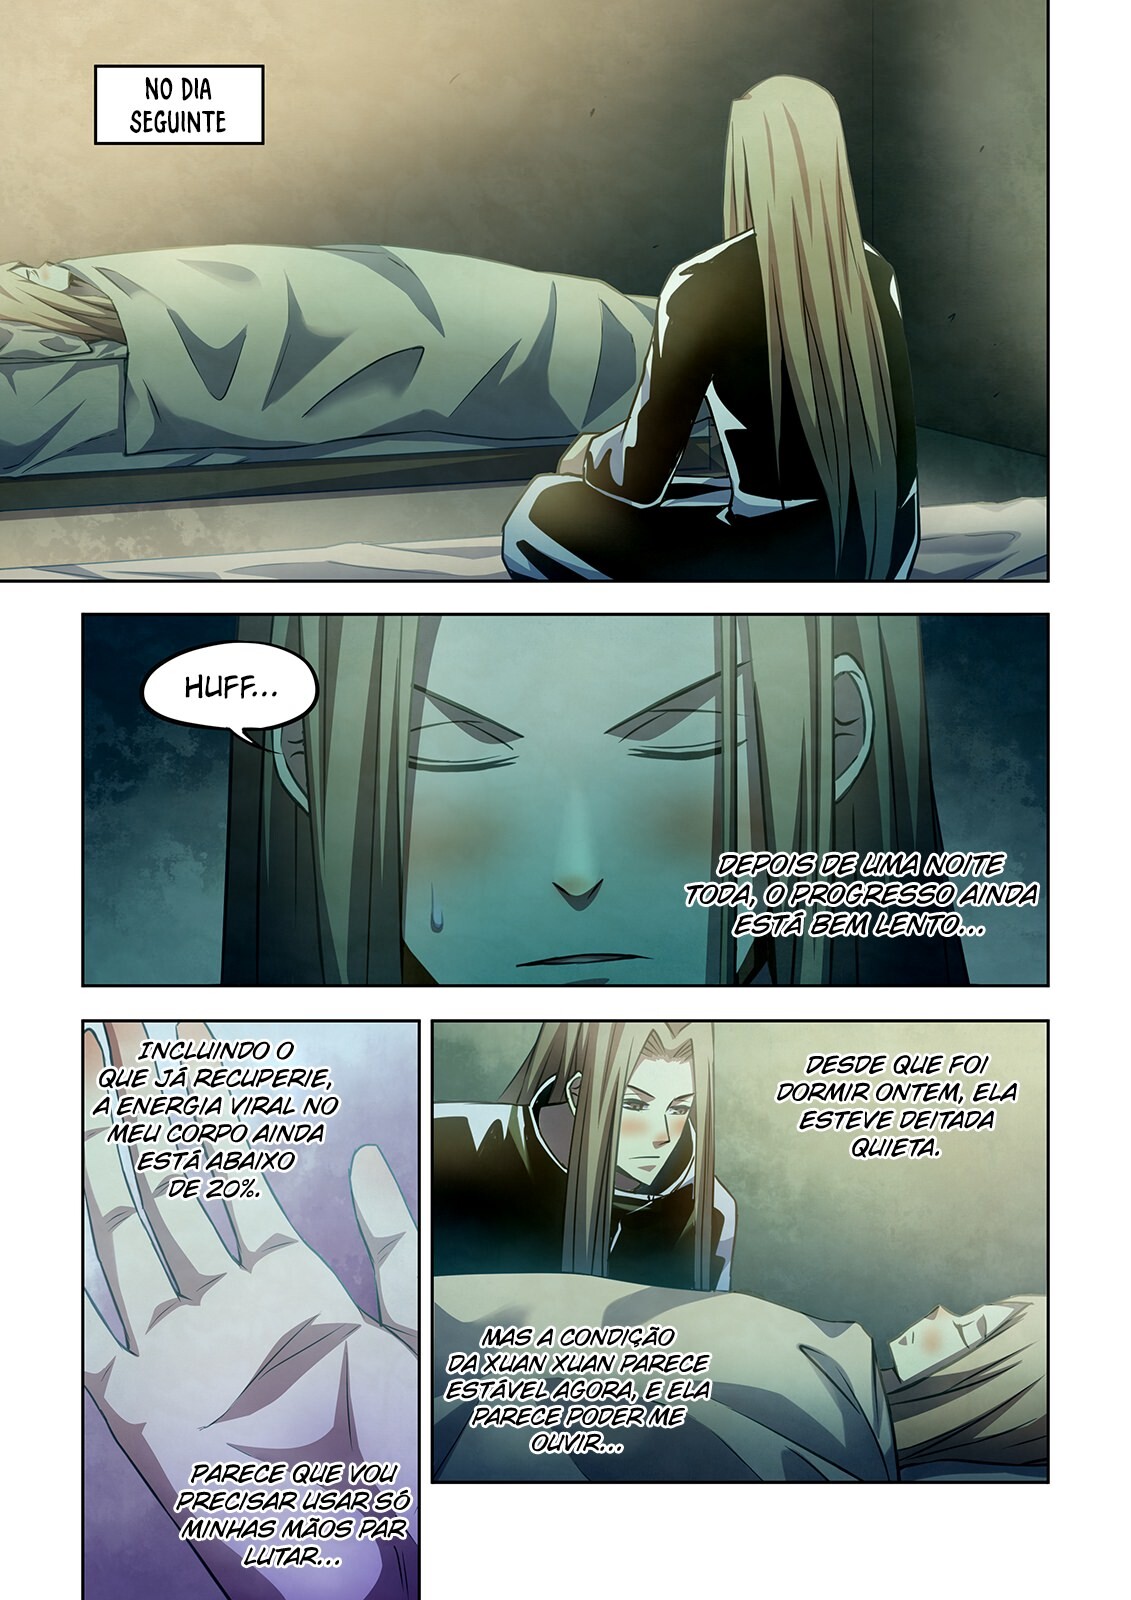 NO DIA
SEGUINTE
HUFF...
DEPOIS DE UMA NOITE
TODA, O PROGRESSO AINDA
ESTÁ BEM LENTO...
INCLUINDO O
QUE JÁ RECUPERIE,
A ENERGIA VIRAL NO
MEU CORPO AINDA
ESTÁ ABAIXO
DE 20%.
PARECE QUE VOU
PRECISAR USAR SÓ
MINHAS MÃOS PAR
LUTAR...
DESDE QUE FOI
DORMIR ONTEM, ELA
ESTEVE DEITADA
QUIETA.
MAS A CONDIÇÃO
DA XUAN XUAN PARECE
ESTÁVEL AGORA, E ELA
PARECE PODER ME
OUVIR...